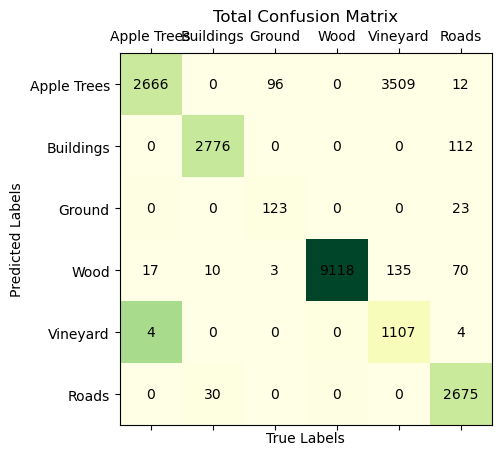 Total Confusion Matrix
Apple Trees Buildings Ground Wood Vineyard Roads
Apple Trees 2666 0 96 0 3509 12
Buildings 0 2776 0 0 0 112
Ground 0 0 123 0 0 23
Wood 17 10 3 9118 135 70
Vineyard 4 0 0 0 1107 4
Roads 0 30 0 0 0 2675
Predicted Labels
True Labels